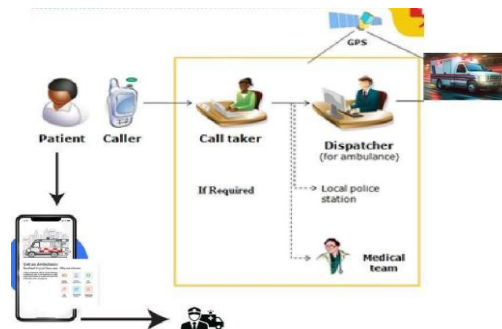 GPS
Patient
Caller
Call taker
Dispatcher
(for ambulance)
If Required
Local police
station
Medical
team